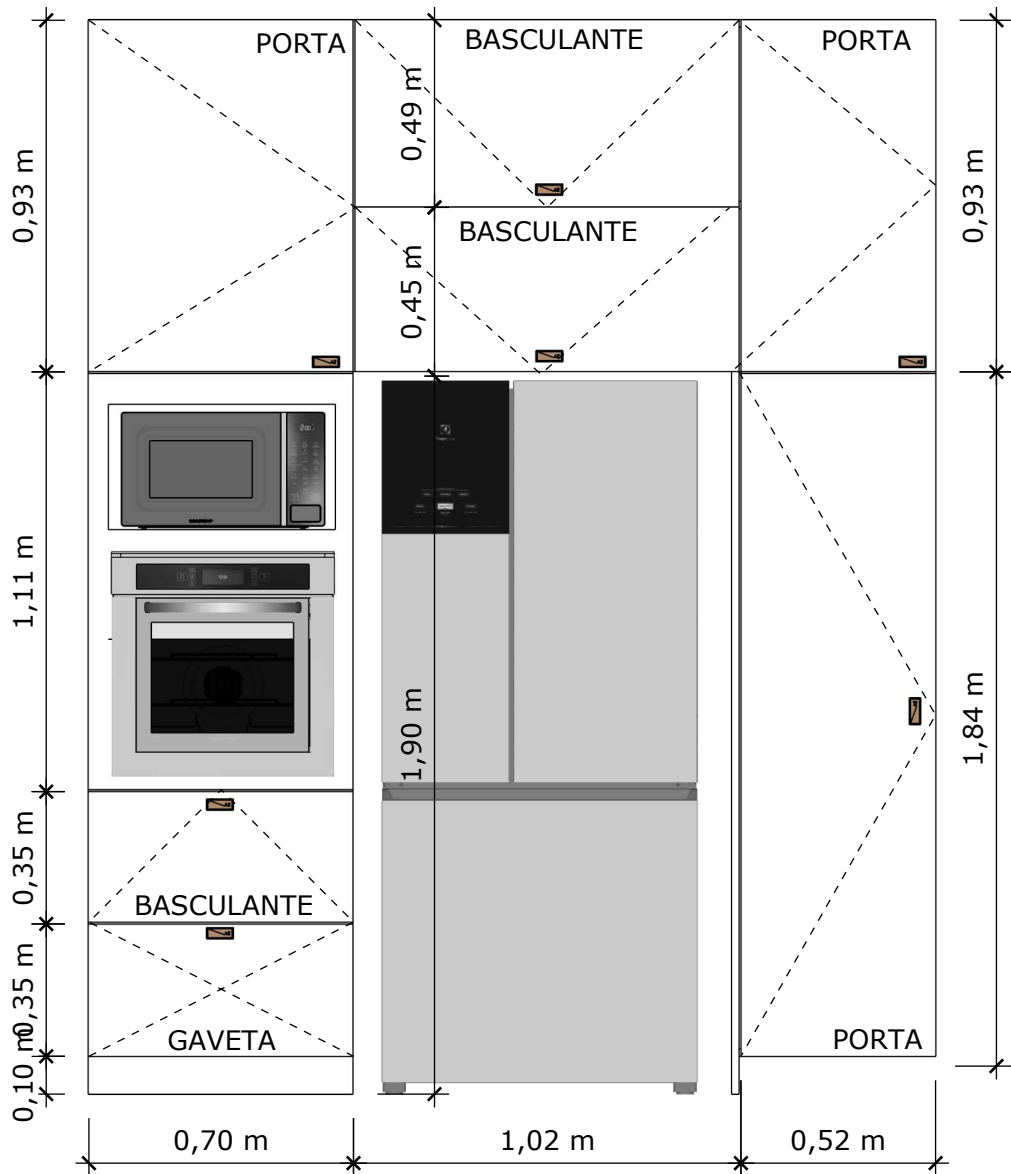 PORTA
BASCULANTE
PORTA
0,49 m
0,93 m
0,93 m
BASCULANTE
0,45 m
1,11 m
1,90 m
1,84 m
0,35 m
BASCULANTE
0,35 m
GAVETA
PORTA
0,10 m
0,70 m
1,02 m
0,52 m